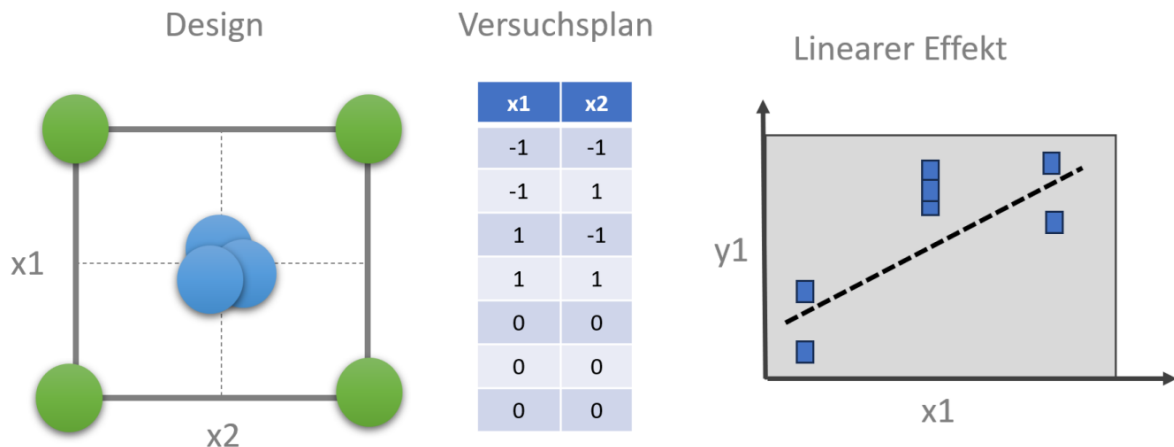 Design
x1
x2
Versuchsplan
x1 x2
-1 -1
-1 1
1 -1
1 1
0 0
0 0
0 0
Linearer Effekt
y1
x1